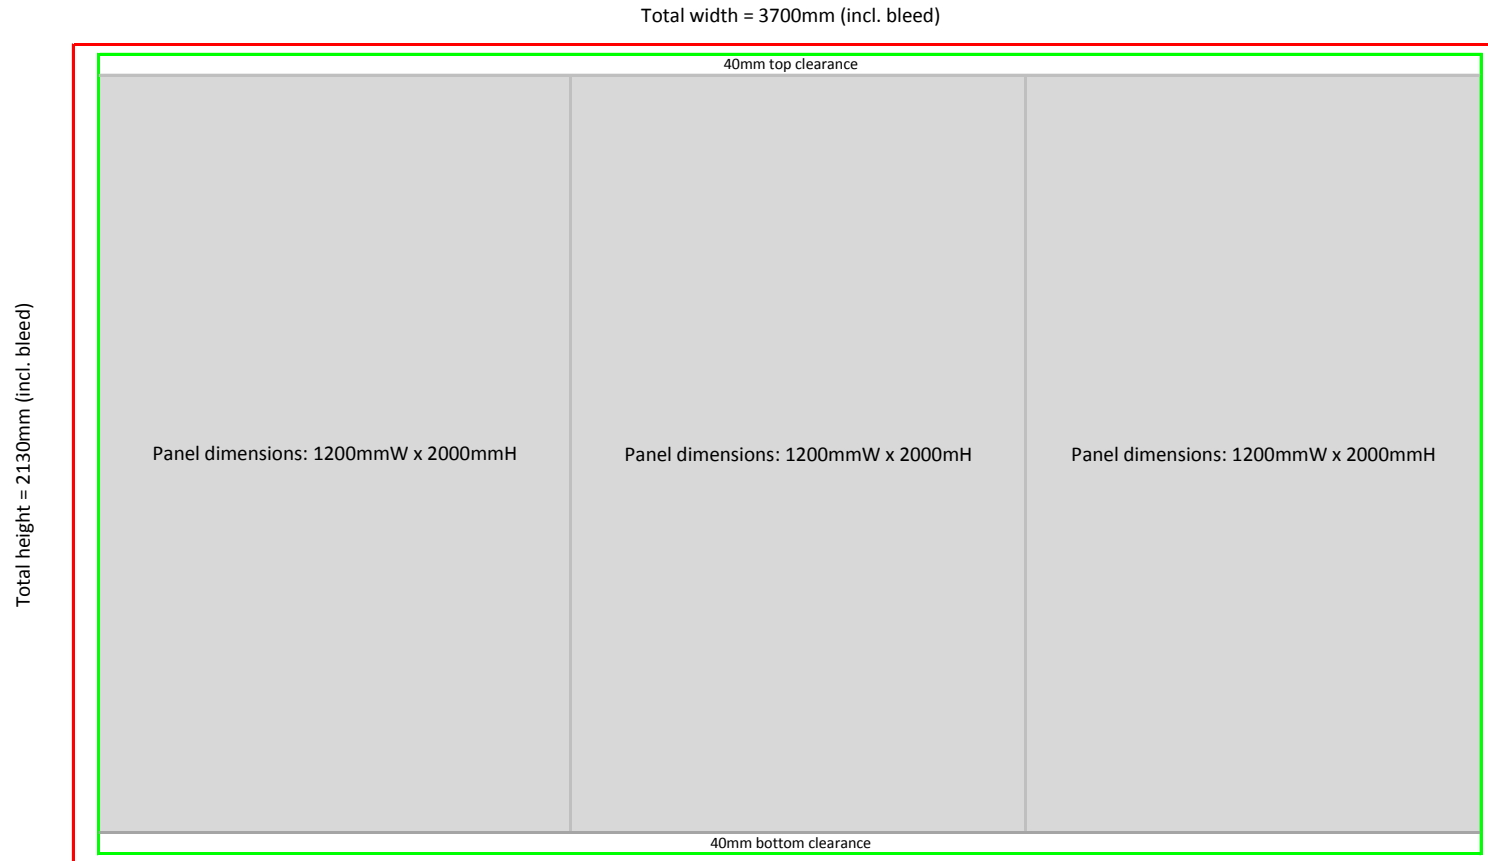 Total width = 3700mm (incl. bleed)
40mm top clearance
Total height = 2130mm (incl. bleed)
Panel dimensions: 1200mmW x 2000mmH
Panel dimensions: 1200mmW x 2000mH
Panel dimensions: 1200mmW x 2000mmH
40mm bottom clearance